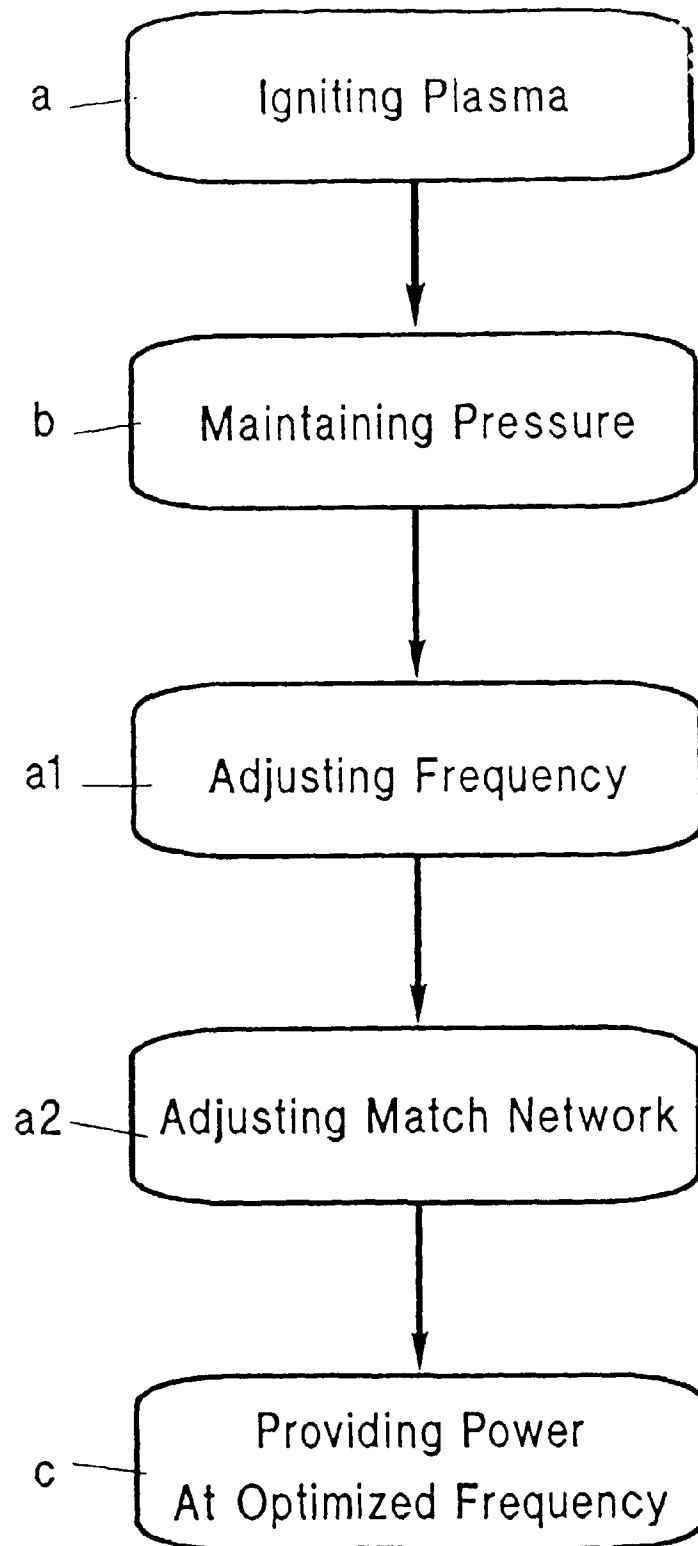 a
Igniting Plasma
b
Maintaining Pressure
a1
Adjusting Frequency
a2
Adjusting Match Network
c
Providing Power
At Optimized Frequency